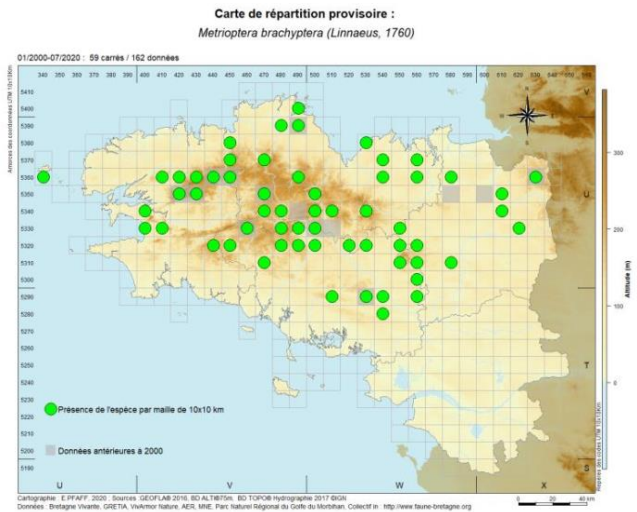 Carte de répartition provisoire :
Metrioptera brachyptera (Linnaeus, 1760)
01/2000-07/2020 : 59 carrés / 162 données
340 350 360 370 380 390 400 410 420 430 440 450 460 470 480 490 500 510 520 530 540 550 560 570 580 590 600 510 520 530 540 550 560
5410
5400
5390
5380
5370
5360
5350
5340
5330
5320
5310
5300
5290
5280
5270
5260
5250
5240
5230
5220
5210
5200
5190
V
U
T
S
U V W X
N
S
W
E
300
200
100
0
Altitude (m)
Présence de l'espèce par maille de 10x10 km
Données antérieures à 2000
0 20 40 km
Cartographie : E.PFAFF, 2020 ; Sources :GEOFLA® 2016, BD ALTI®75m, BD TOPO® Hydrographie 2017 ©IGN
Données : Bretagne Vivante, GRETIA, VivArmor Nature, AER, MNE, Parc Naturel Régional du Golfe du Morbihan, Collectif in : http://www.faune-bretagne.org